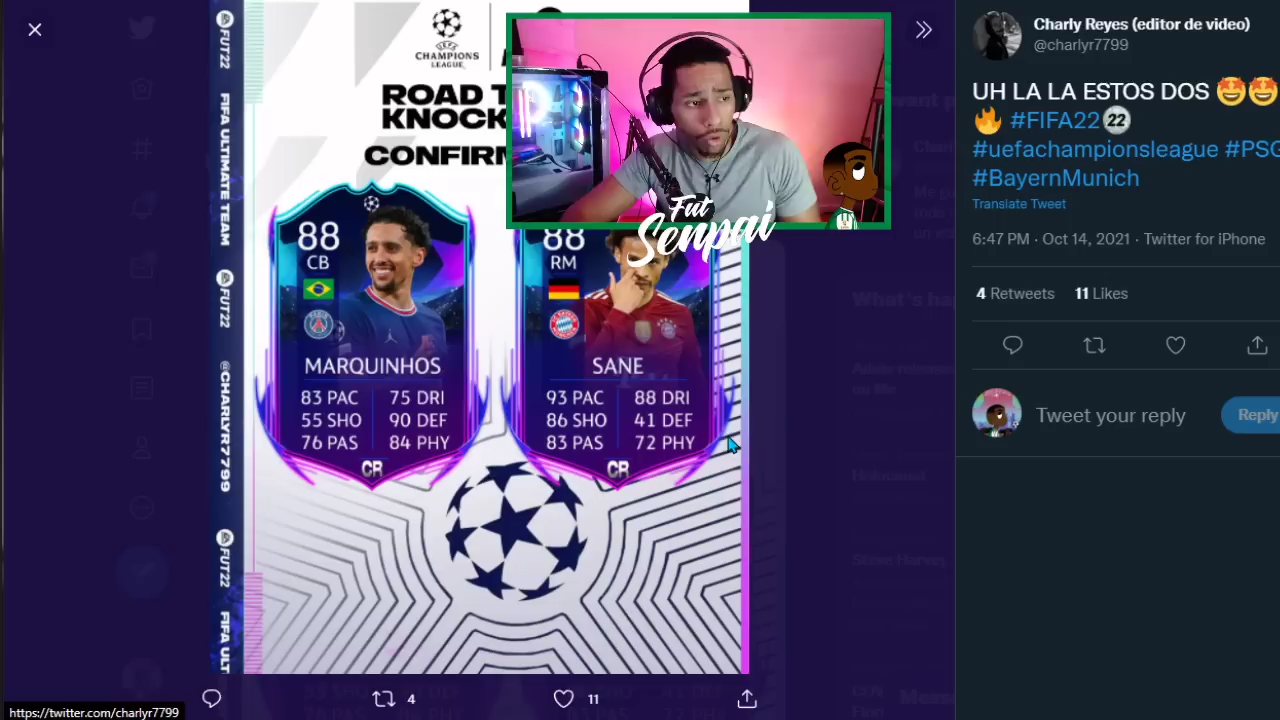 FUT22
FIFA ULTIMATE TEAM
FUT22
@CHARLYR7799
FUT22
FIFA ULT
UEFA
CHAMPIONS
LEAGUE
ROAD T
KNOCK
CONFIRM
88
CB
MARQUINHOS
83 PAC 75 DRI
55 SHO 90 DEF
76 PAS 84 PHY
CR
88
RM
SANE
93 PAC 88 DRI
86 SHO 41 DEF
83 PAS 72 PHY
CR
Fut
Senpai
4
11
https://twitter.com/charlyr7799
Charly Reyes (editor de video)
@charlyr7799
UH LA LA ESTOS DOS 🤩🤩
🔥 #FIFA22 22
#uefachampionsleague #PSG
#BayernMunich
Translate Tweet
6:47 PM · Oct 14, 2021 · Twitter for iPhone
4 Retweets 11 Likes
Tweet your reply
Reply